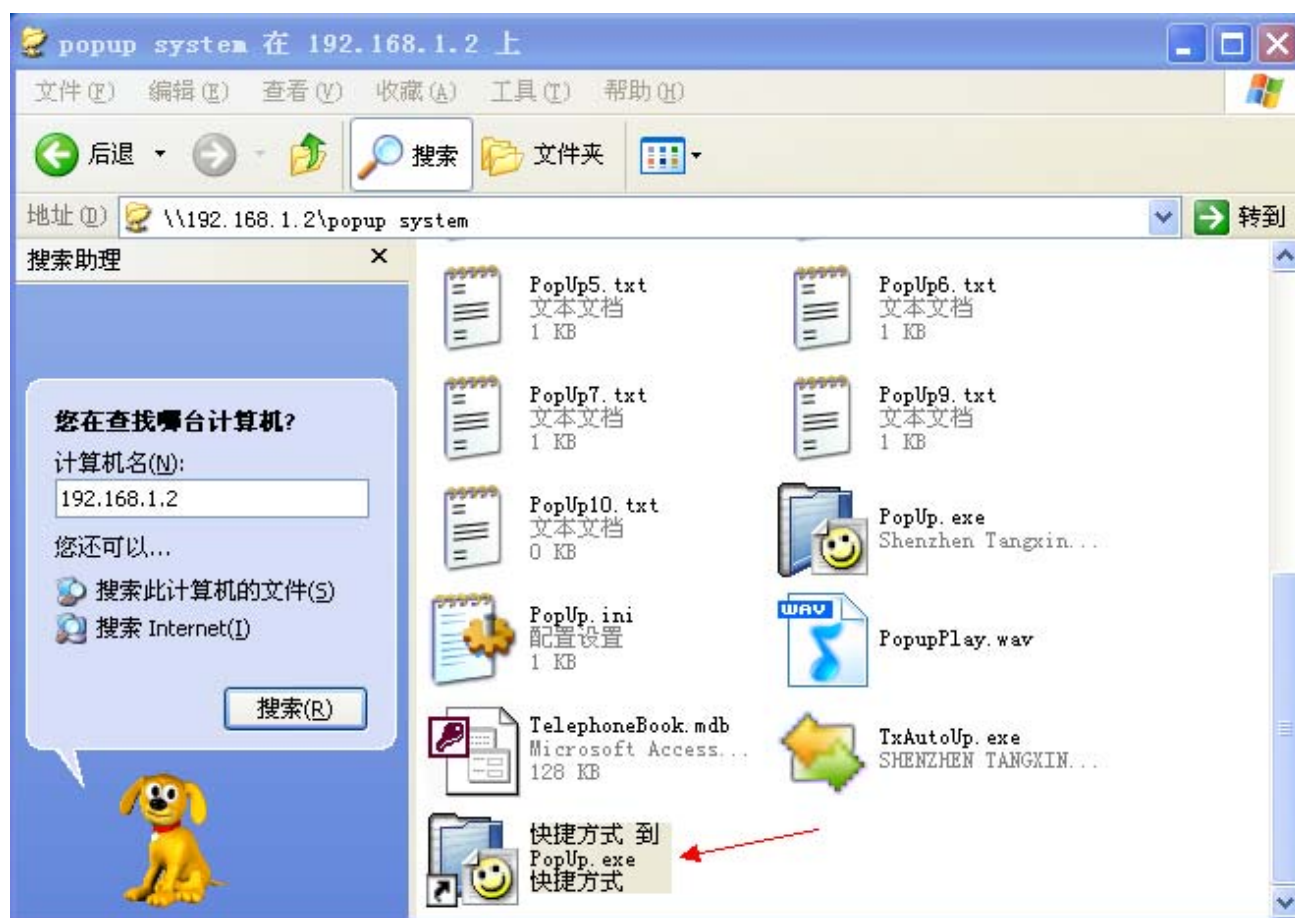 popup system 在 192.168.1.2 上
文件(F) 编辑(E) 查看(V) 收藏(A) 工具(T) 帮助(H)
后退 搜索 文件夹
地址(D) \\192.168.1.2\popup system 转到
搜索助理
您在查找哪台计算机?
计算机名(N):
192.168.1.2
您还可以...
搜索此计算机的文件(S)
搜索 Internet(I)
搜索(R)
PopUp5.txt
文本文档
1 KB
PopUp6.txt
文本文档
1 KB
PopUp7.txt
文本文档
1 KB
PopUp9.txt
文本文档
1 KB
PopUp10.txt
文本文档
0 KB
PopUp.exe
Shenzhen Tangxin...
PopUp.ini
配置设置
1 KB
WAV
PopupPlay.wav
TelephoneBook.mdb
Microsoft Access...
128 KB
TxAutoUp.exe
SHENZHEN TANGXIN...
快捷方式 到
PopUp.exe
快捷方式